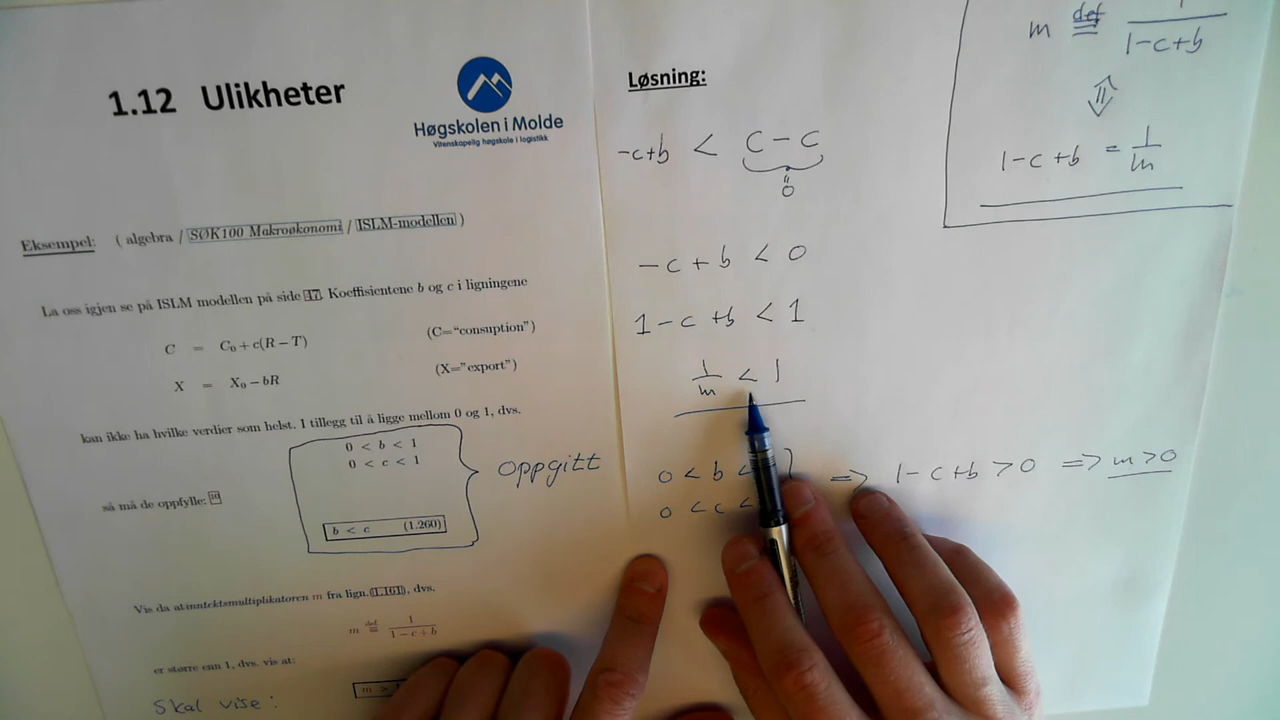 1.12 Ulikheter
Høgskolen i Molde
Vitenskapelig høgskole i logistikk
Eksempel: ( algebra / SØK100 Makroøkonomi / ISLM-modellen )
La oss igjen se på ISLM modellen på side 17. Koeffisientene b og c i ligningene
C = C₀ + c(R − T) (C="consuption")
X = X₀ − bR (X="export")
kan ikke ha hvilke verdier som helst. I tillegg til å ligge mellom 0 og 1, dvs.
0 < b < 1
0 < c < 1
oppgitt
så må de oppfylle:
b < c (1.260)
Vis da at inntektsmultiplikatoren m fra lign.(1.161), dvs.
m def≡ 1/(1 − c + b)
er større enn 1, dvs. vis at:
m >
Skal vise:
Løsning:
-c+b < C-C
=
0
-c+b < 0
1-c+b < 1
1/m < 1
0 < b <
0 < c <
=> 1-c+b > 0 => m > 0
m def≡ /(1-c+b)
⇕
1-c+b = 1/m